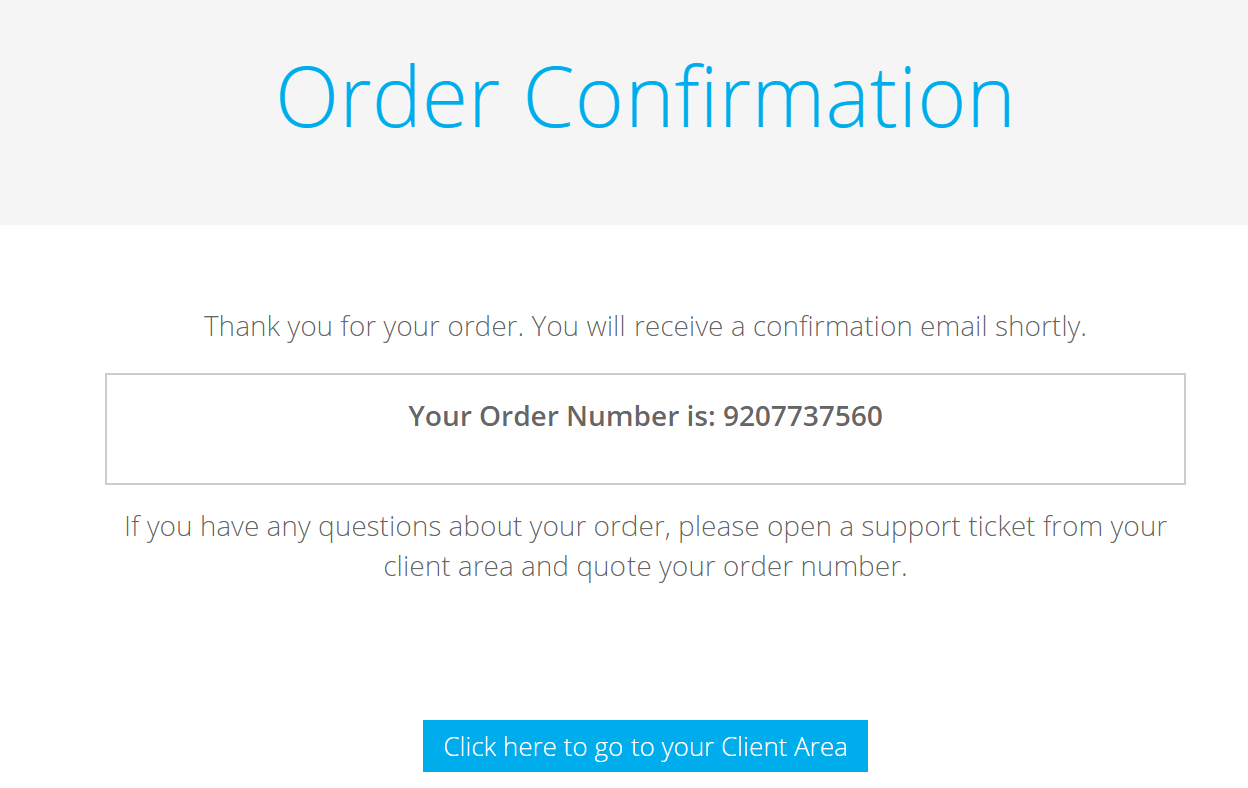 Order Confirmation
Thank you for your order. You will receive a confirmation email shortly.
Your Order Number is: 9207737560
If you have any questions about your order, please open a support ticket from your
client area and quote your order number.
Click here to go to your Client Area